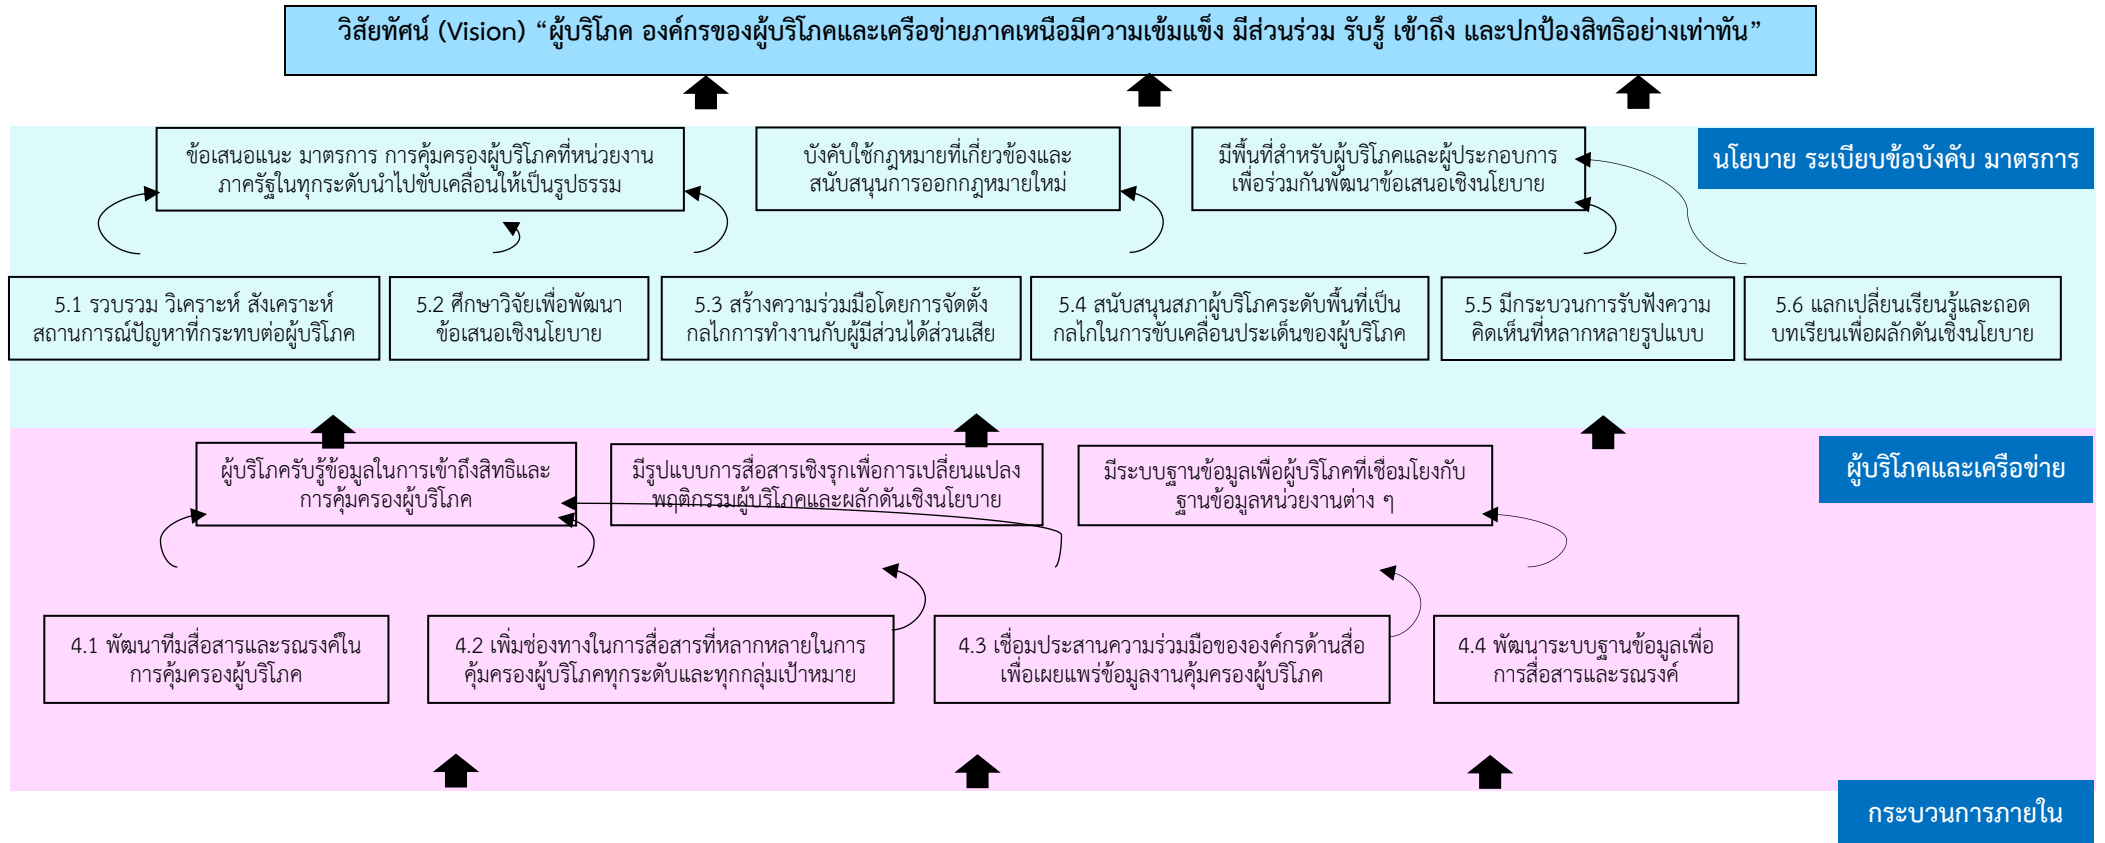 วิสัยทัศน์ (Vision) “ผู้บริโภค องค์กรของผู้บริโภคและเครือข่ายภาคเหนือมีความเข้มแข็ง มีส่วนร่วม รับรู้ เข้าถึง และปกป้องสิทธิอย่างเท่าทัน”
นโยบาย ระเบียบข้อบังคับ มาตรการ
ข้อเสนอแนะ มาตรการ การคุ้มครองผู้บริโภคที่หน่วยงาน
ภาครัฐในทุกระดับนำไปขับเคลื่อนให้เป็นรูปธรรม
บังคับใช้กฎหมายที่เกี่ยวข้องและ
สนับสนุนการออกกฎหมายใหม่
มีพื้นที่สำหรับผู้บริโภคและผู้ประกอบการ
เพื่อร่วมกันพัฒนาข้อเสนอเชิงนโยบาย
5.1 รวบรวม วิเคราะห์ สังเคราะห์
สถานการณ์ปัญหาที่กระทบต่อผู้บริโภค
5.2 ศึกษาวิจัยเพื่อพัฒนา
ข้อเสนอเชิงนโยบาย
5.3 สร้างความร่วมมือโดยการจัดตั้ง
กลไกการทำงานกับผู้มีส่วนได้ส่วนเสีย
5.4 สนับสนุนสภาผู้บริโภคระดับพื้นที่เป็น
กลไกในการขับเคลื่อนประเด็นของผู้บริโภค
5.5 มีกระบวนการรับฟังความ
คิดเห็นที่หลากหลายรูปแบบ
5.6 แลกเปลี่ยนเรียนรู้และถอด
บทเรียนเพื่อผลักดันเชิงนโยบาย
ผู้บริโภคและเครือข่าย
ผู้บริโภครับรู้ข้อมูลในการเข้าถึงสิทธิและ
การคุ้มครองผู้บริโภค
มีรูปแบบการสื่อสารเชิงรุกเพื่อการเปลี่ยนแปลง
พฤติกรรมผู้บริโภคและผลักดันเชิงนโยบาย
มีระบบฐานข้อมูลเพื่อผู้บริโภคที่เชื่อมโยงกับ
ฐานข้อมูลหน่วยงานต่าง ๆ
4.1 พัฒนาทีมสื่อสารและรณรงค์ใน
การคุ้มครองผู้บริโภค
4.2 เพิ่มช่องทางในการสื่อสารที่หลากหลายในการ
คุ้มครองผู้บริโภคทุกระดับและทุกกลุ่มเป้าหมาย
4.3 เชื่อมประสานความร่วมมือขององค์กรด้านสื่อ
เพื่อเผยแพร่ข้อมูลงานคุ้มครองผู้บริโภค
4.4 พัฒนาระบบฐานข้อมูลเพื่อ
การสื่อสารและรณรงค์
กระบวนการภายใน